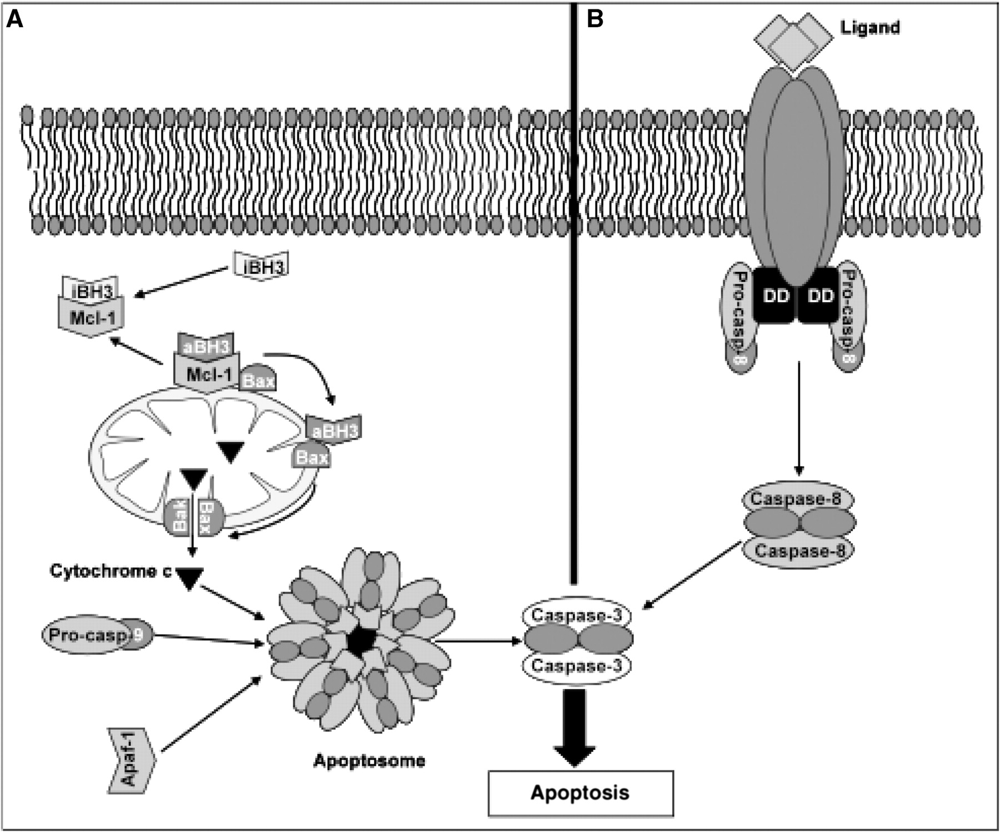 A
B
Ligand
iBH3
iBH3
Mcl-1
aBH3
Mcl-1
Bax
aBH3
Bax
Bak
Bax
Pro-casp-8
DD
DD
Pro-casp-8
Caspase-8
Caspase-8
Cytochrome c
Pro-casp-9
Apaf-1
Apoptosome
Caspase-3
Caspase-3
Apoptosis